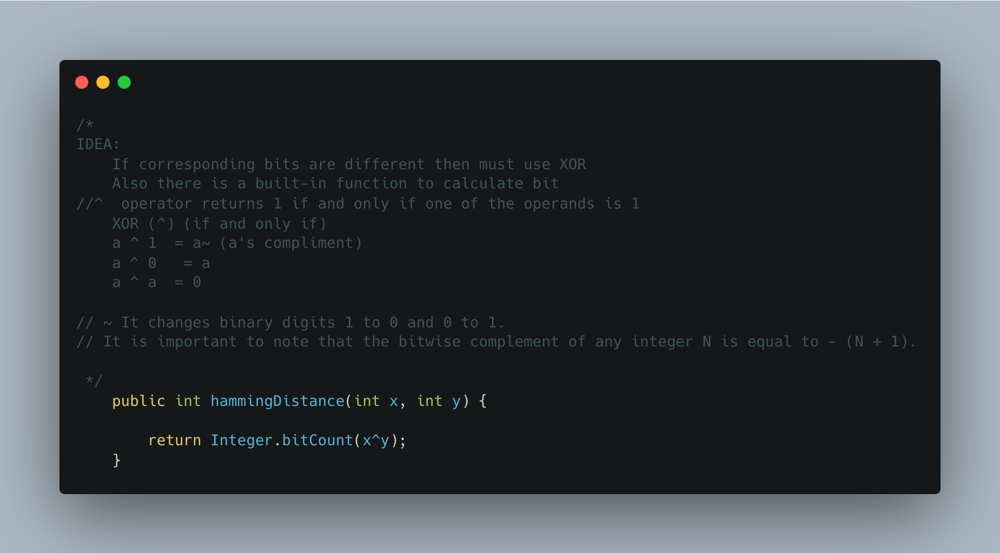 /*
IDEA:
    If corresponding bits are different then must use XOR
    Also there is a built-in function to calculate bit
//^  operator returns 1 if and only if one of the operands is 1
    XOR (^) (if and only if)
    a ^ 1  = a~ (a's compliment)
    a ^ 0   = a
    a ^ a  = 0
// ~ It changes binary digits 1 to 0 and 0 to 1.
// It is important to note that the bitwise complement of any integer N is equal to - (N + 1).
 */
    public int hammingDistance(int x, int y) {
        return Integer.bitCount(x^y);
    }